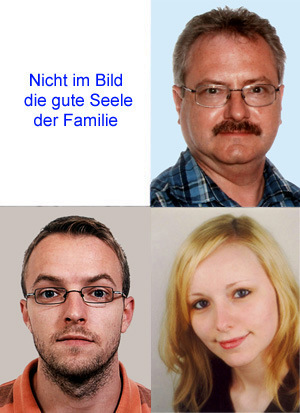 Nicht im Bild
die gute Seele
der Familie